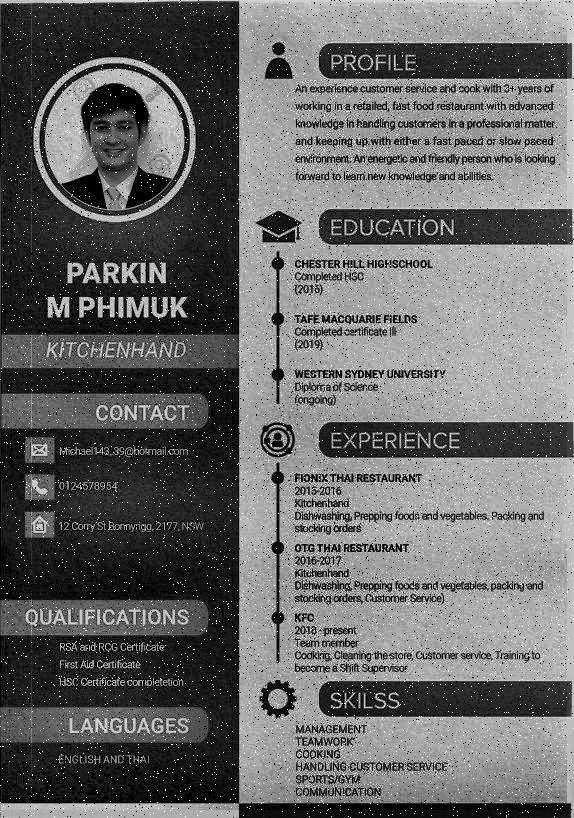 PARKIN
M PHIMUK
KITCHENHAND
CONTACT
Michael143_39@hotmail.com
0124578954
12 Corry St Bonnyrigg, 2177, NSW
QUALIFICATIONS
RSA and RCG Certificate
First Aid Certificate
HSC Certificate completetion
LANGUAGES
ENGLISH AND THAI
PROFILE
An experience customer service and cook with 3+ years of
working in a retailed, fast food restaurant with advanced
knowledge in handling customers in a professional matter.
and keeping up with either a fast paced or slow paced
environment. An energetic and friendly person who is looking
forward to learn new knowledge and abilities.
EDUCATION
CHESTER HILL HIGHSCHOOL
Completed HSC
TAFE MACQUARIE FIELDS
Completed certificate III
(2019)
WESTERN SYDNEY UNIVERSITY
Diploma of Science
(ongoing)
EXPERIENCE
FIONIX THAI RESTAURANT
2015-2016
Kitchenhand
Dishwashing, Prepping foods and vegetables, Packing and
stocking orders
OTG THAI RESTAURANT
2016-2017
Kitchenhand
Dishwashing, Prepping foods and vegetables, packing and
stocking orders, Customer Service)
KFC
2018 - present
Team member
Cooking, Cleaning the store, Customer service, Training to
become a Shift Supervisor
SKILSS
MANAGEMENT
TEAMWORK
COOKING
HANDLING CUSTOMER SERVICE
SPORTS/GYM
COMMUNICATION